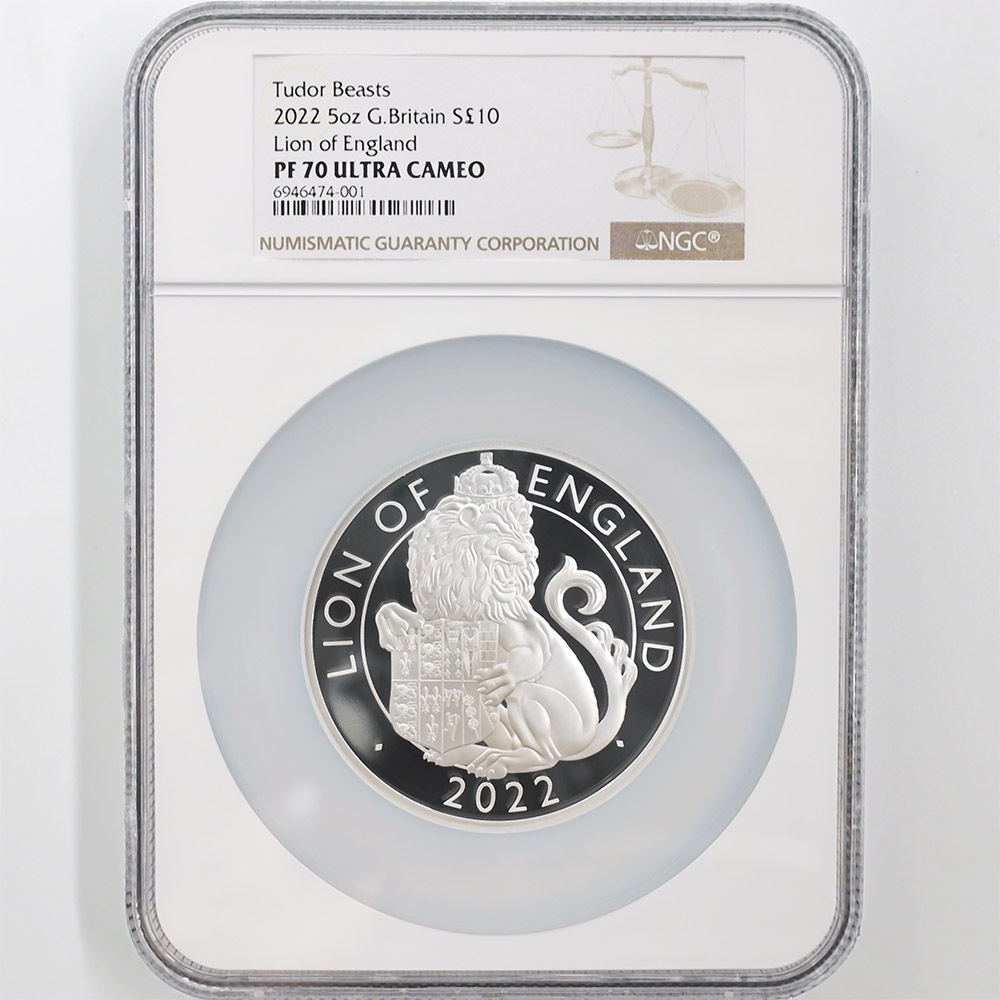 Tudor Beasts
2022 5oz G.Britain S£10
Lion of England
PF 70 ULTRA CAMEO
6946474-001
NUMISMATIC GUARANTY CORPORATION
NGC®
LION OF ENGLAND
2022